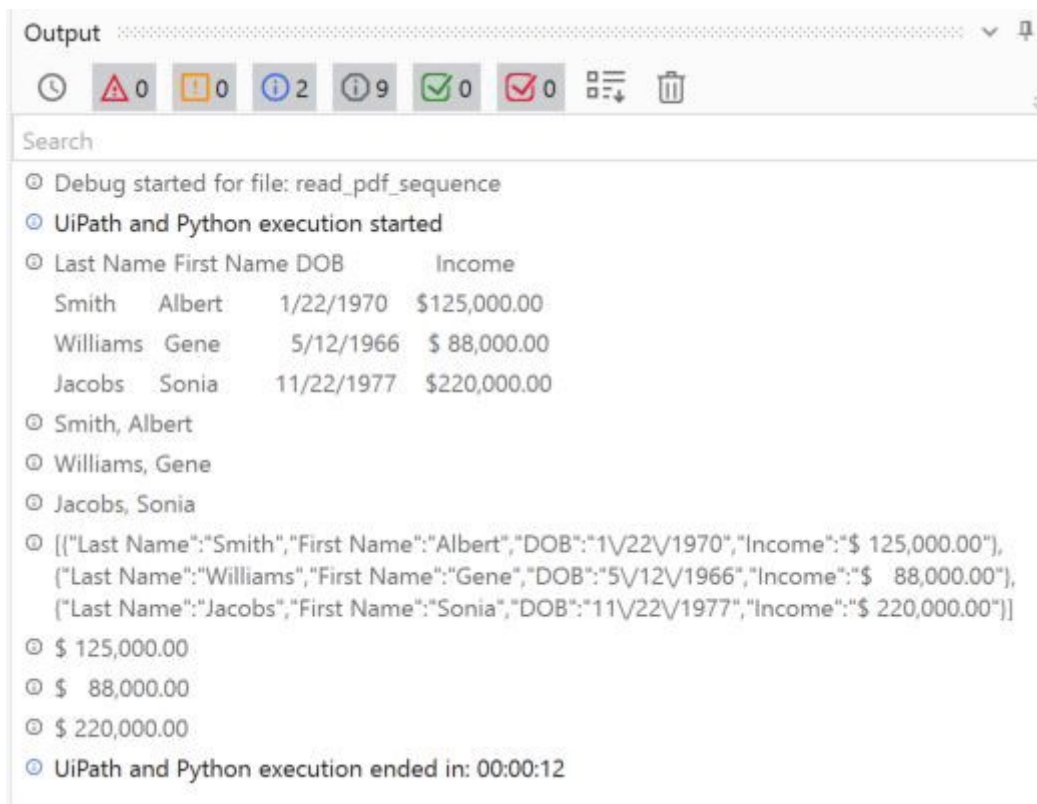 Output
0 0 2 9 0 0
Search
Debug started for file: read_pdf_sequence
UiPath and Python execution started
Last Name First Name DOB Income
Smith Albert 1/22/1970 $125,000.00
Williams Gene 5/12/1966 $ 88,000.00
Jacobs Sonia 11/22/1977 $220,000.00
Smith, Albert
Williams, Gene
Jacobs, Sonia
[{"Last Name":"Smith","First Name":"Albert","DOB":"1\/22\/1970","Income":"$ 125,000.00"},
{"Last Name":"Williams","First Name":"Gene","DOB":"5\/12\/1966","Income":"$   88,000.00"},
{"Last Name":"Jacobs","First Name":"Sonia","DOB":"11\/22\/1977","Income":"$ 220,000.00"}]
$ 125,000.00
$   88,000.00
$ 220,000.00
UiPath and Python execution ended in: 00:00:12